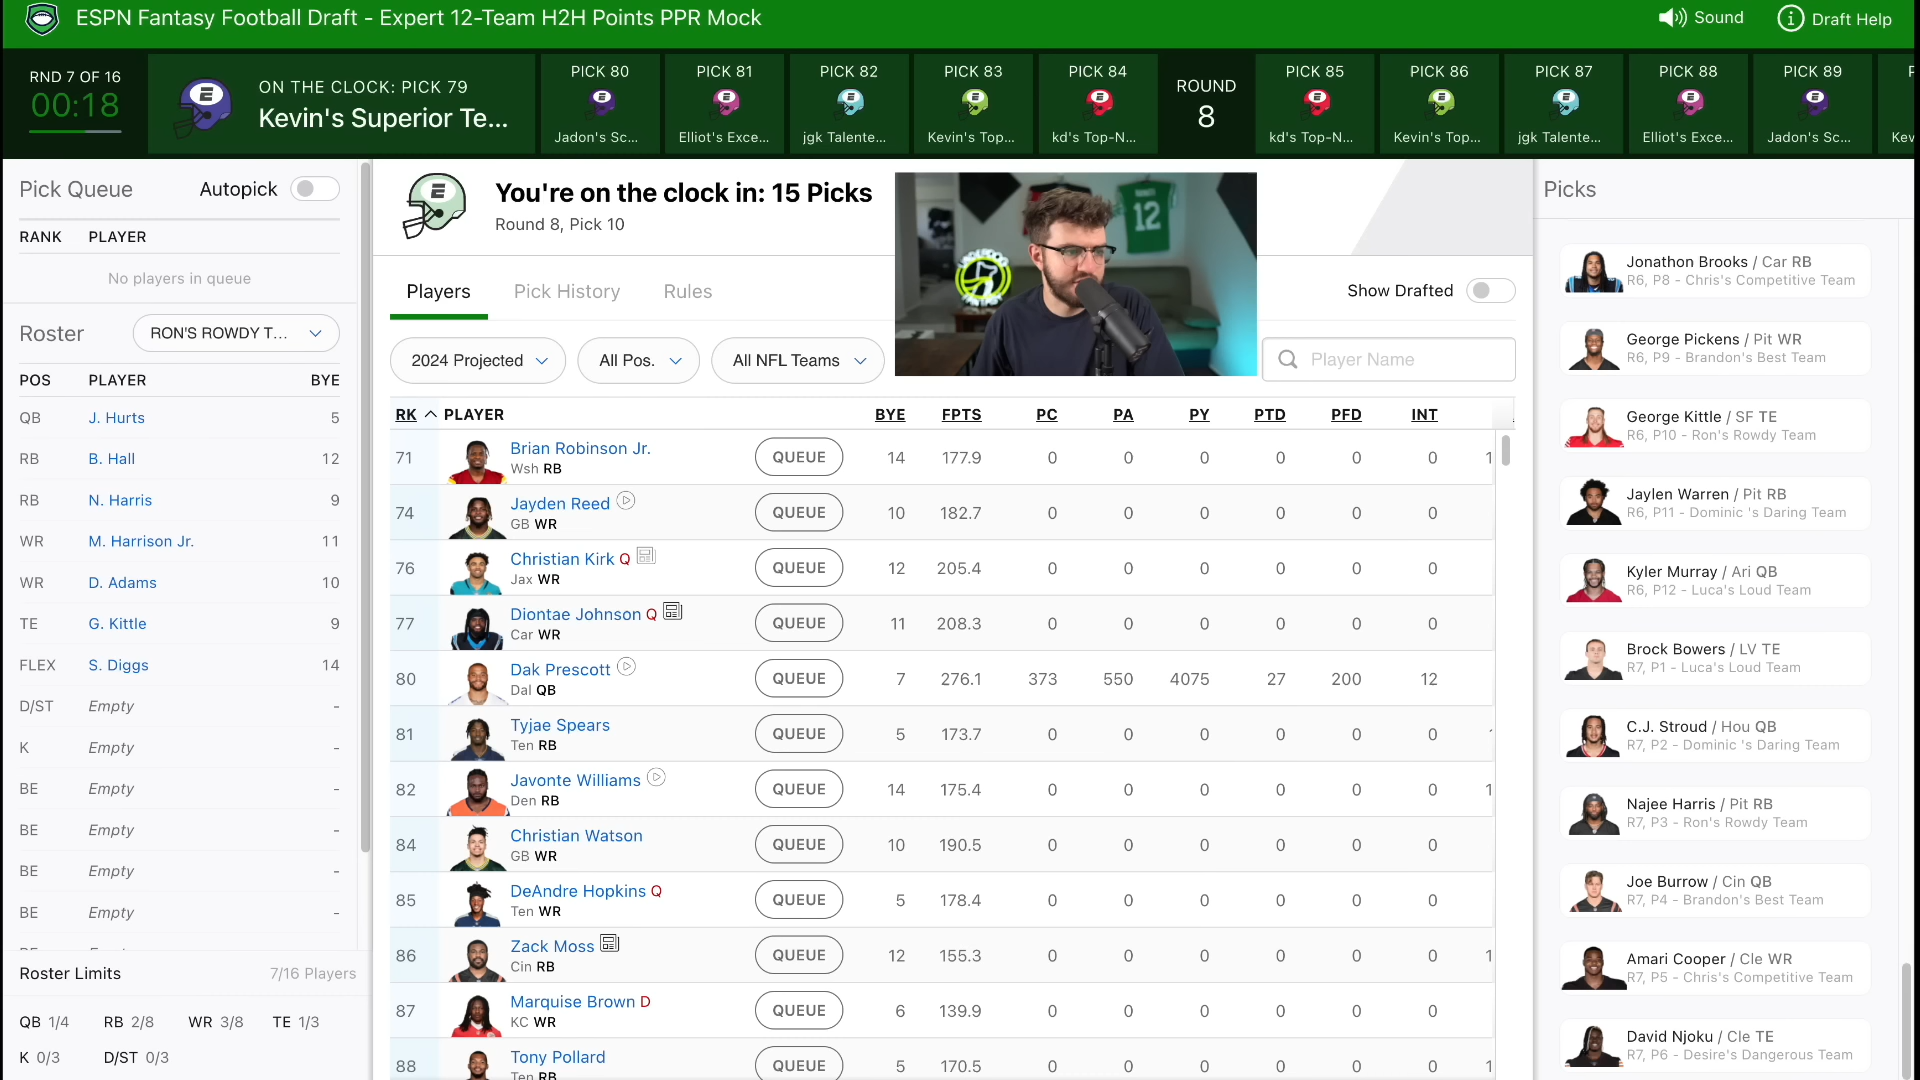 ESPN Fantasy Football Draft - Expert 12-Team H2H Points PPR Mock
Sound
Draft Help
RND 7 OF 16
00:18
ON THE CLOCK: PICK 79
Kevin's Superior Te...
PICK 80
Jadon's Sc...
PICK 81
Elliot's Exce...
PICK 82
jgk Talente...
PICK 83
Kevin's Top...
PICK 84
kd's Top-N...
ROUND
8
PICK 85
kd's Top-N...
PICK 86
Kevin's Top...
PICK 87
jgk Talente...
PICK 88
Elliot's Exce...
PICK 89
Jadon's Sc...
Pick Queue
Autopick
RANK PLAYER
No players in queue
Roster
RON'S ROWDY T...
POS PLAYER BYE
QB J. Hurts 5
RB B. Hall 12
RB N. Harris 9
WR M. Harrison Jr. 11
WR D. Adams 10
TE G. Kittle 9
FLEX S. Diggs 14
D/ST Empty -
K Empty -
BE Empty -
BE Empty -
BE Empty -
BE Empty -
Roster Limits 7/16 Players
QB 1/4 RB 2/8 WR 3/8 TE 1/3
K 0/3 D/ST 0/3
You're on the clock in: 15 Picks
Round 8, Pick 10
Players
Pick History
Rules
12
Show Drafted
2024 Projected
All Pos.
All NFL Teams
Player Name
RK PLAYER BYE FPTS PC PA PY PTD PFD INT
71 Brian Robinson Jr. Wsh RB QUEUE 14 177.9 0 0 0 0 0 0 1
74 Jayden Reed GB WR QUEUE 10 182.7 0 0 0 0 0 0
76 Christian Kirk Q Jax WR QUEUE 12 205.4 0 0 0 0 0 0
77 Diontae Johnson Q Car WR QUEUE 11 208.3 0 0 0 0 0 0
80 Dak Prescott Dal QB QUEUE 7 276.1 373 550 4075 27 200 12
81 Tyjae Spears Ten RB QUEUE 5 173.7 0 0 0 0 0 0
82 Javonte Williams Den RB QUEUE 14 175.4 0 0 0 0 0 0 1
84 Christian Watson GB WR QUEUE 10 190.5 0 0 0 0 0 0
85 DeAndre Hopkins Q Ten WR QUEUE 5 178.4 0 0 0 0 0 0
86 Zack Moss Cin RB QUEUE 12 155.3 0 0 0 0 0 0 1
87 Marquise Brown D KC WR QUEUE 6 139.9 0 0 0 0 0 0
88 Tony Pollard Ten RB QUEUE 5 170.5 0 0 0 0 0 0 1
Picks
Jonathon Brooks / Car RB
R6, P8 - Chris's Competitive Team
George Pickens / Pit WR
R6, P9 - Brandon's Best Team
George Kittle / SF TE
R6, P10 - Ron's Rowdy Team
Jaylen Warren / Pit RB
R6, P11 - Dominic 's Daring Team
Kyler Murray / Ari QB
R6, P12 - Luca's Loud Team
Brock Bowers / LV TE
R7, P1 - Luca's Loud Team
C.J. Stroud / Hou QB
R7, P2 - Dominic 's Daring Team
Najee Harris / Pit RB
R7, P3 - Ron's Rowdy Team
Joe Burrow / Cin QB
R7, P4 - Brandon's Best Team
Amari Cooper / Cle WR
R7, P5 - Chris's Competitive Team
David Njoku / Cle TE
R7, P6 - Desire's Dangerous Team